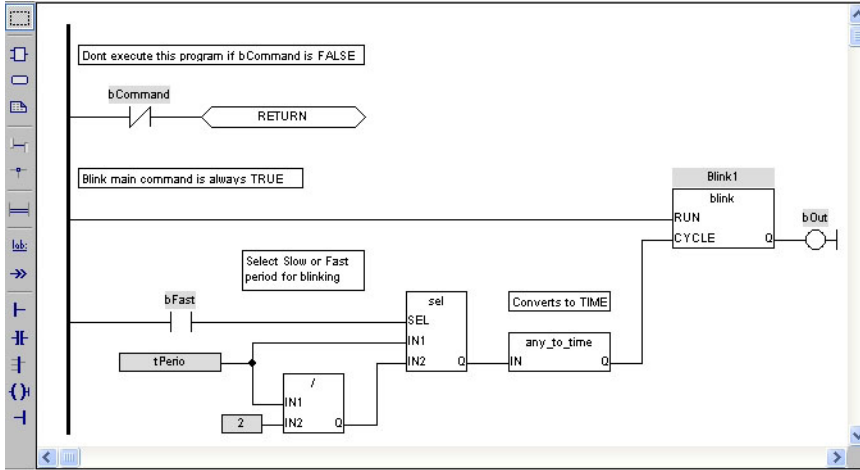 Dont execute this program if bCommand is FALSE
bCommand
RETURN
Blink main command is always TRUE
Blink1
blink
RUN
CYCLE Q
bOut
Select Slow or Fast
period for blinking
bFast
sel
SEL
IN1
IN2 Q
Converts to TIME
any_to_time
IN Q
tPerio
/
IN1
2
IN2 Q
lab: